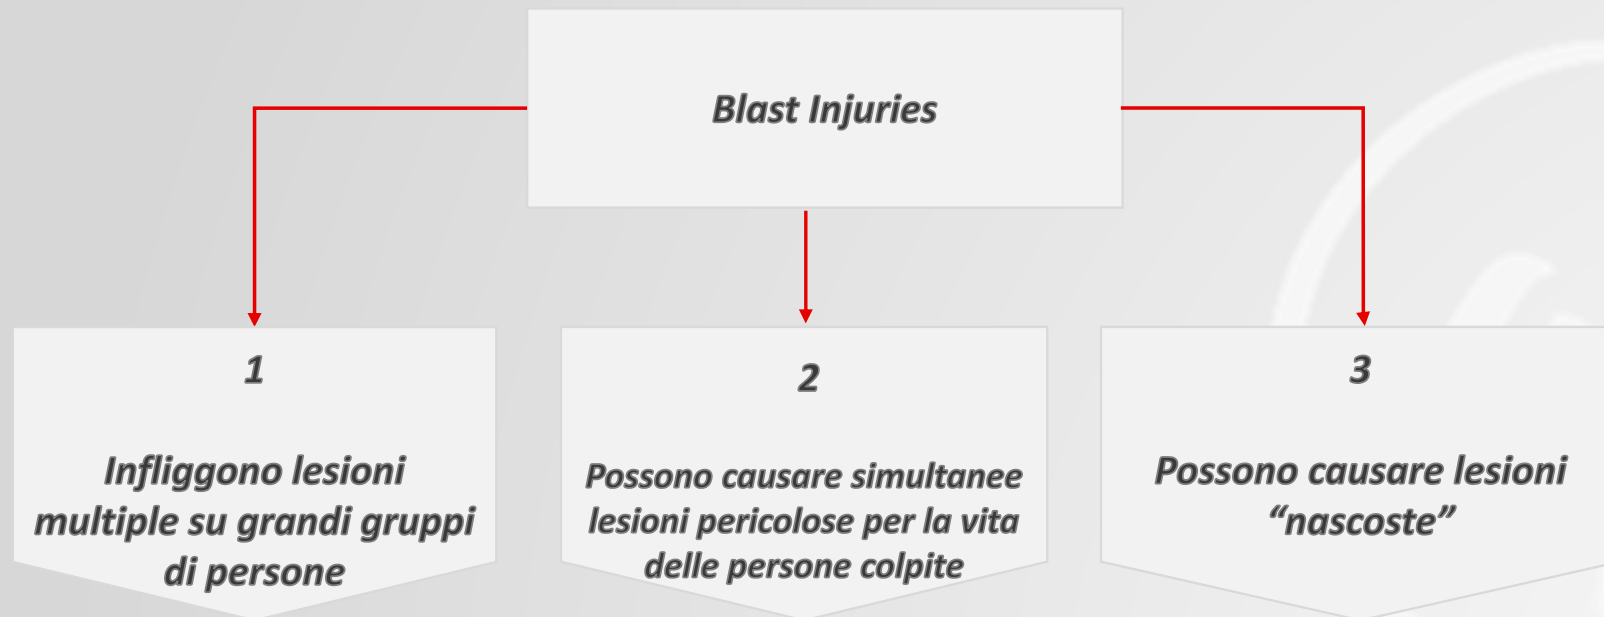 Blast Injuries
1
Infliggono lesioni
multiple su grandi gruppi
di persone
2
Possono causare simultanee
lesioni pericolose per la vita
delle persone colpite
3
Possono causare lesioni
“nascoste”